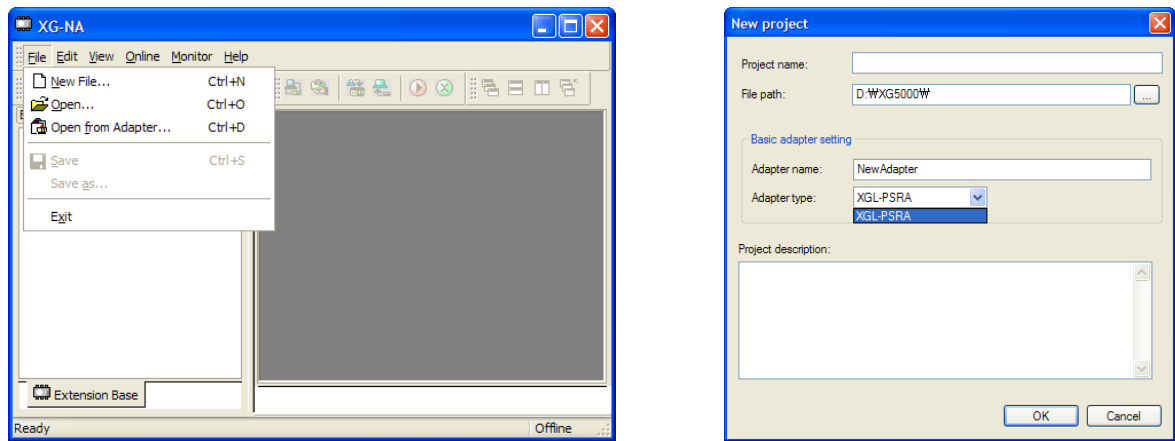 XG-NA
File Edit View Online Monitor Help
New File... Ctrl+N
Open... Ctrl+O
Open from Adapter... Ctrl+D
Save Ctrl+S
Save as...
Exit
Extension Base
Ready Offline
New project
Project name:
File path: D:₩XG5000₩ ...
Basic adapter setting
Adapter name: NewAdapter
Adapter type: XGL-PSRA
XGL-PSRA
Project description:
OK Cancel